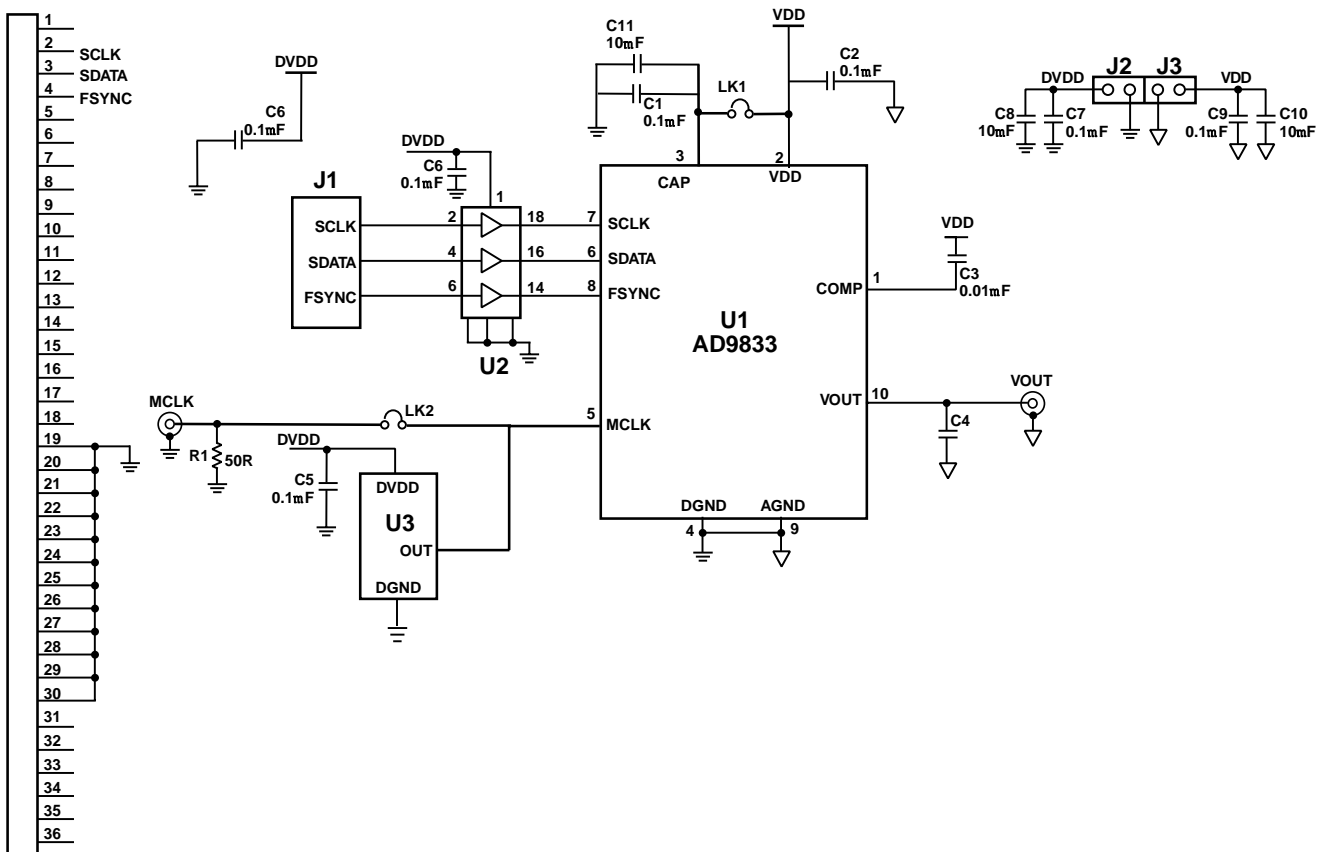 1
2
SCLK
3
SDATA
4
FSYNC
5
6
7
8
9
10
11
12
13
14
15
16
17
18
19
20
21
22
23
24
25
26
27
28
29
30
31
32
33
34
35
36
DVDD
C6
0.1mF
J1
SCLK
SDATA
FSYNC
DVDD
C6
0.1mF
1
2
18
4
16
6
14
U2
C11
10mF
C1
0.1mF
LK1
VDD
C2
0.1mF
3
CAP
2
VDD
7
SCLK
6
SDATA
8
FSYNC
U1
AD9833
COMP
1
VDD
C3
0.01mF
VOUT
10
C4
VOUT
5
MCLK
DGND
4
AGND
9
MCLK
R1
50R
LK2
DVDD
C5
0.1mF
DVDD
U3
OUT
DGND
J2
J3
DVDD
VDD
C8
10mF
C7
0.1mF
C9
0.1mF
C10
10mF